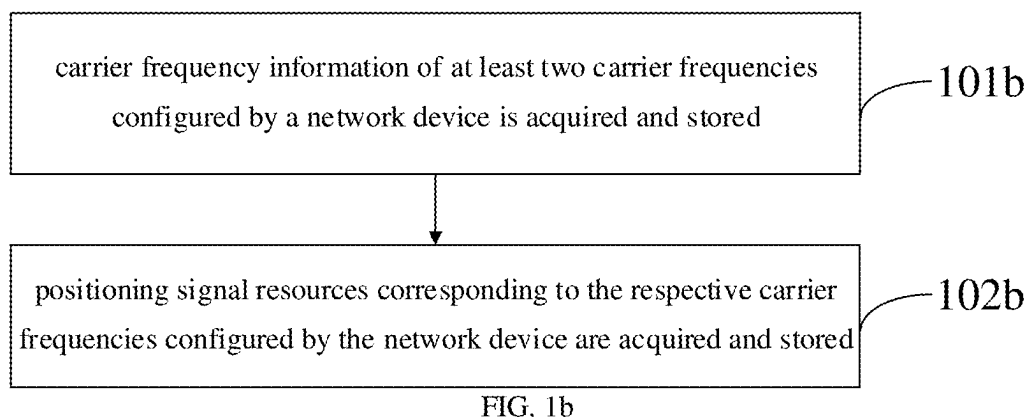 carrier frequency information of at least two carrier frequencies
configured by a network device is acquired and stored
101b
positioning signal resources corresponding to the respective carrier
frequencies configured by the network device are acquired and stored
102b
FIG. 1b